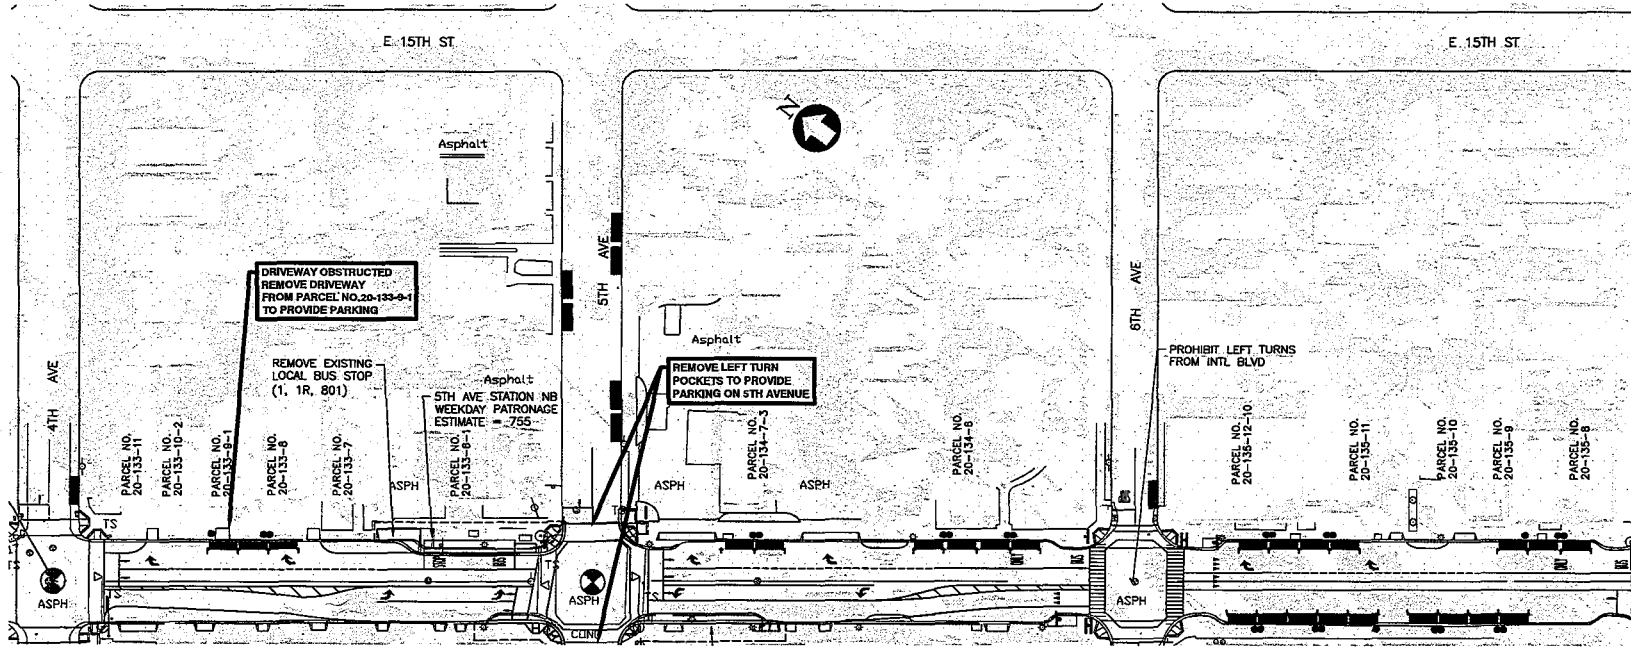 E 15TH ST
E 15TH ST
N
Asphalt
DRIVEWAY OBSTRUCTED
REMOVE DRIVEWAY
FROM PARCEL NO. 20-133-9-1
TO PROVIDE PARKING
5TH AVE
6TH AVE
4TH AVE
REMOVE EXISTING
LOCAL BUS STOP
(1, 1R, 801)
Asphalt
5TH AVE STATION NB
WEEKDAY PATRONAGE
ESTIMATE = 755
Asphalt
REMOVE LEFT TURN
POCKETS TO PROVIDE
PARKING ON 5TH AVENUE
PROHIBIT LEFT TURNS
FROM INTL BLVD
PARCEL NO.
20-133-11
PARCEL NO.
20-133-10-2
PARCEL NO.
20-133-9-1
PARCEL NO.
20-133-8
PARCEL NO.
20-133-7
PARCEL NO.
20-133-6-1
PARCEL NO.
20-134-7-3
PARCEL NO.
20-134-6
PARCEL NO.
20-135-12-10
PARCEL NO.
20-135-11
PARCEL NO.
20-135-10
PARCEL NO.
20-135-9
PARCEL NO.
20-135-8
ASPH
ASPH
ASPH
TS
TS
TS
TS
TS
BUS
BUS
BUS
ASPH
ASPH
ASPH